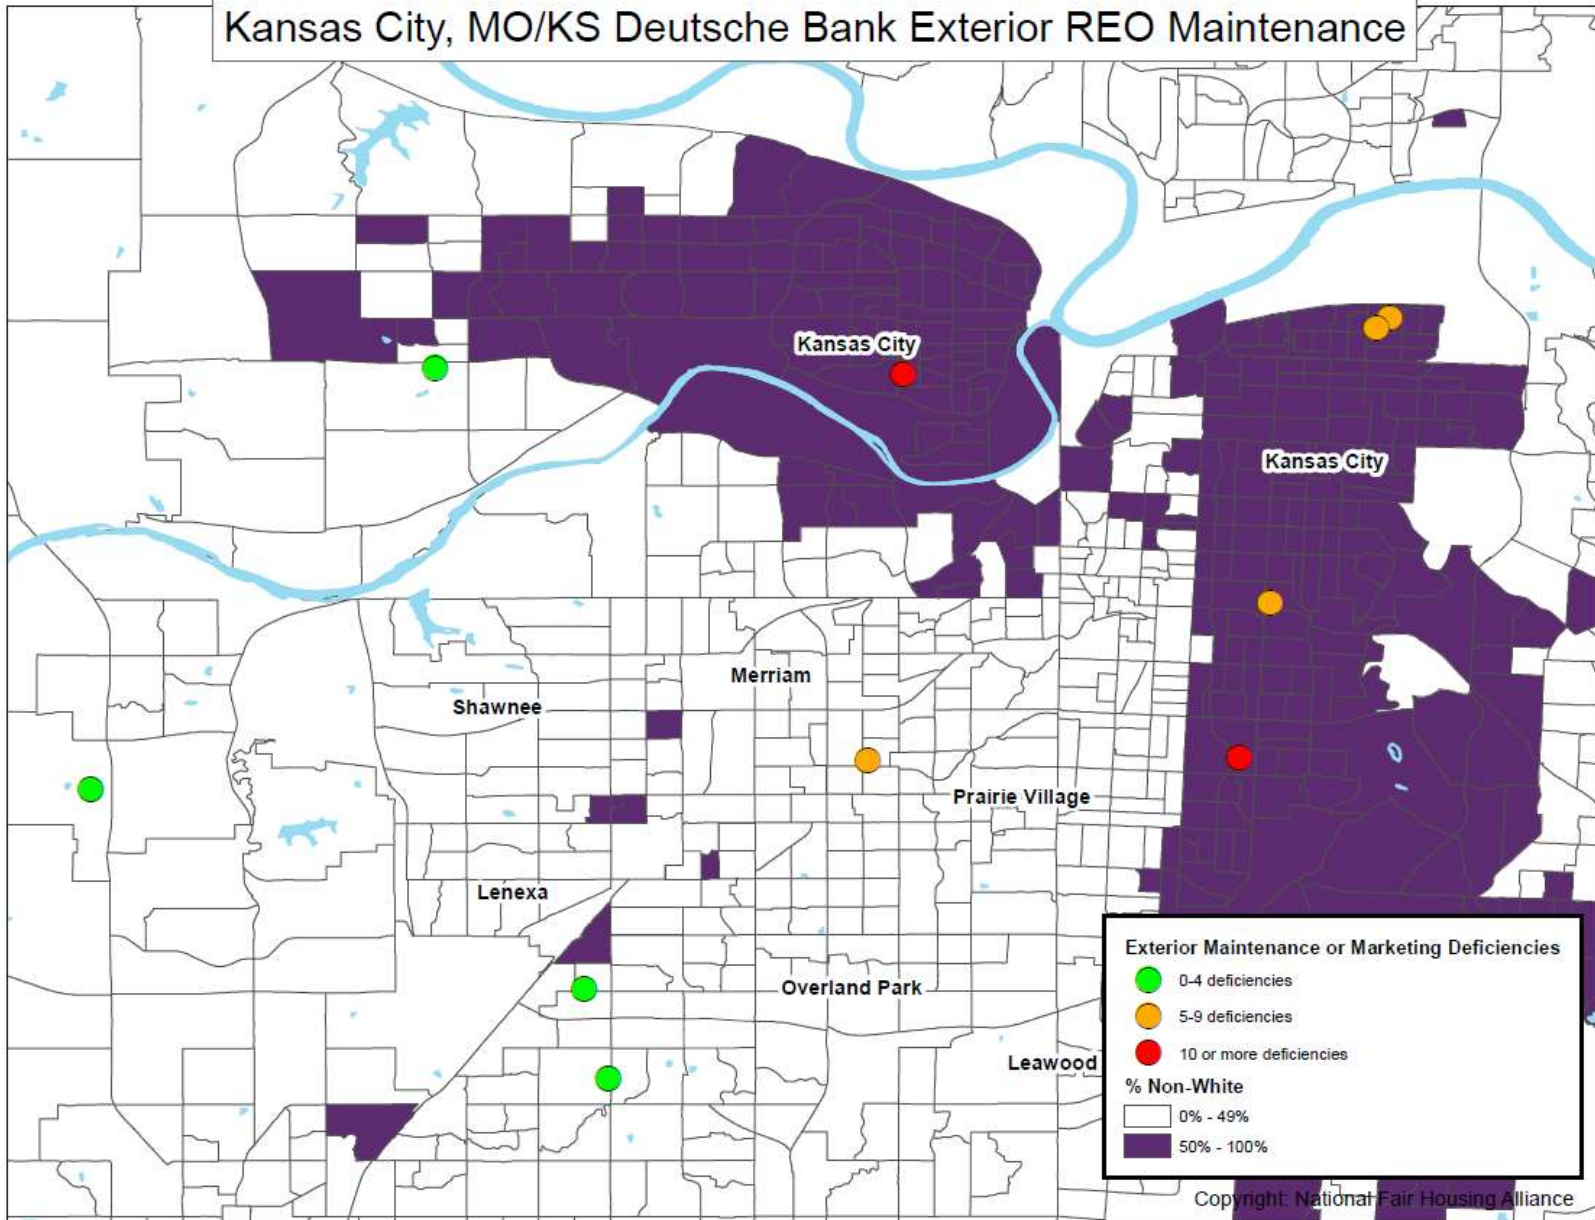 Kansas City, MO/KS Deutsche Bank Exterior REO Maintenance
Kansas City
Kansas City
Merriam
Shawnee
Prairie Village
Lenexa
Overland Park
Leawood
Exterior Maintenance or Marketing Deficiencies
0-4 deficiencies
5-9 deficiencies
10 or more deficiencies
% Non-White
0% - 49%
50% - 100%
Copyright: National Fair Housing Alliance